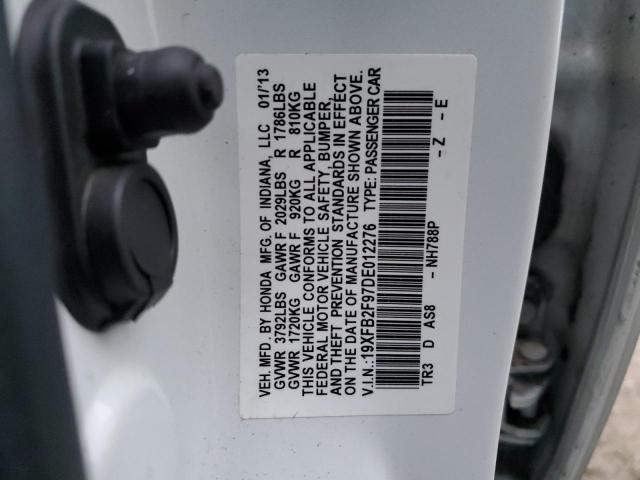 VEH. MFG. BY HONDA MFG. OF INDIANA, LLC 01/'13
GVWR 3792LBS GAWR F 2029LBS R 1786LBS
GVWR 1720KG GAWR F 920KG R 810KG
THIS VEHICLE CONFORMS TO ALL APPLICABLE
FEDERAL MOTOR VEHICLE SAFETY, BUMPER,
AND THEFT PREVENTION STANDARDS IN EFFECT
ON THE DATE OF MANUFACTURE SHOWN ABOVE.
V.I.N.:19XFB2F97DE012276 TYPE: PASSENGER CAR
TR3 D AS8 - NH788P - Z - E